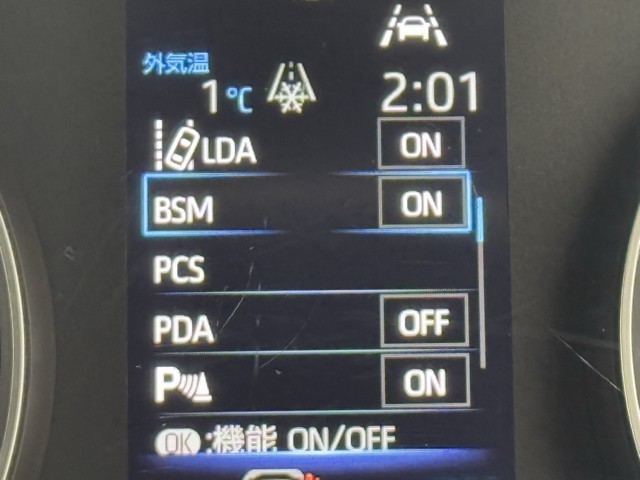 外気温
1℃ 2:01
LDA ON
BSM ON
PCS
PDA OFF
P ON
OK :機能 ON/OFF